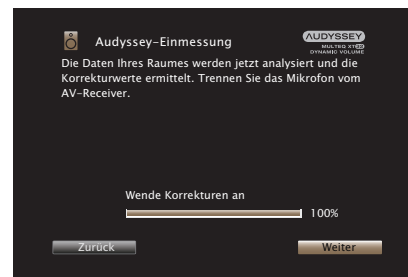 Audyssey-Einmessung
AUDYSSEY
MULTEQ XT32
DYNAMIC VOLUME
Die Daten Ihres Raumes werden jetzt analysiert und die
Korrekturwerte ermittelt. Trennen Sie das Mikrofon vom
AV-Receiver.
Wende Korrekturen an
100%
Zurück
Weiter